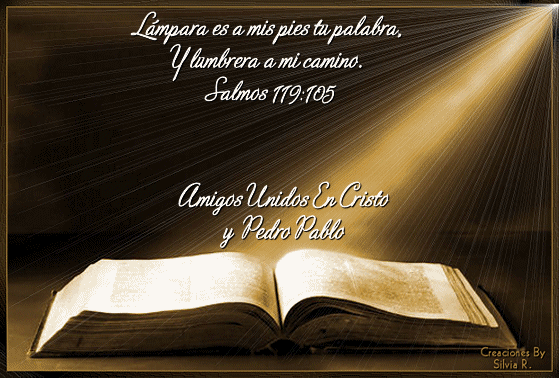 Lámpara es a mis pies tu palabra,
Y lumbrera a mi camino.
Salmos 119:105
Amigos Unidos En Cristo
y Pedro Pablo
Creaciones By
Silvia R.